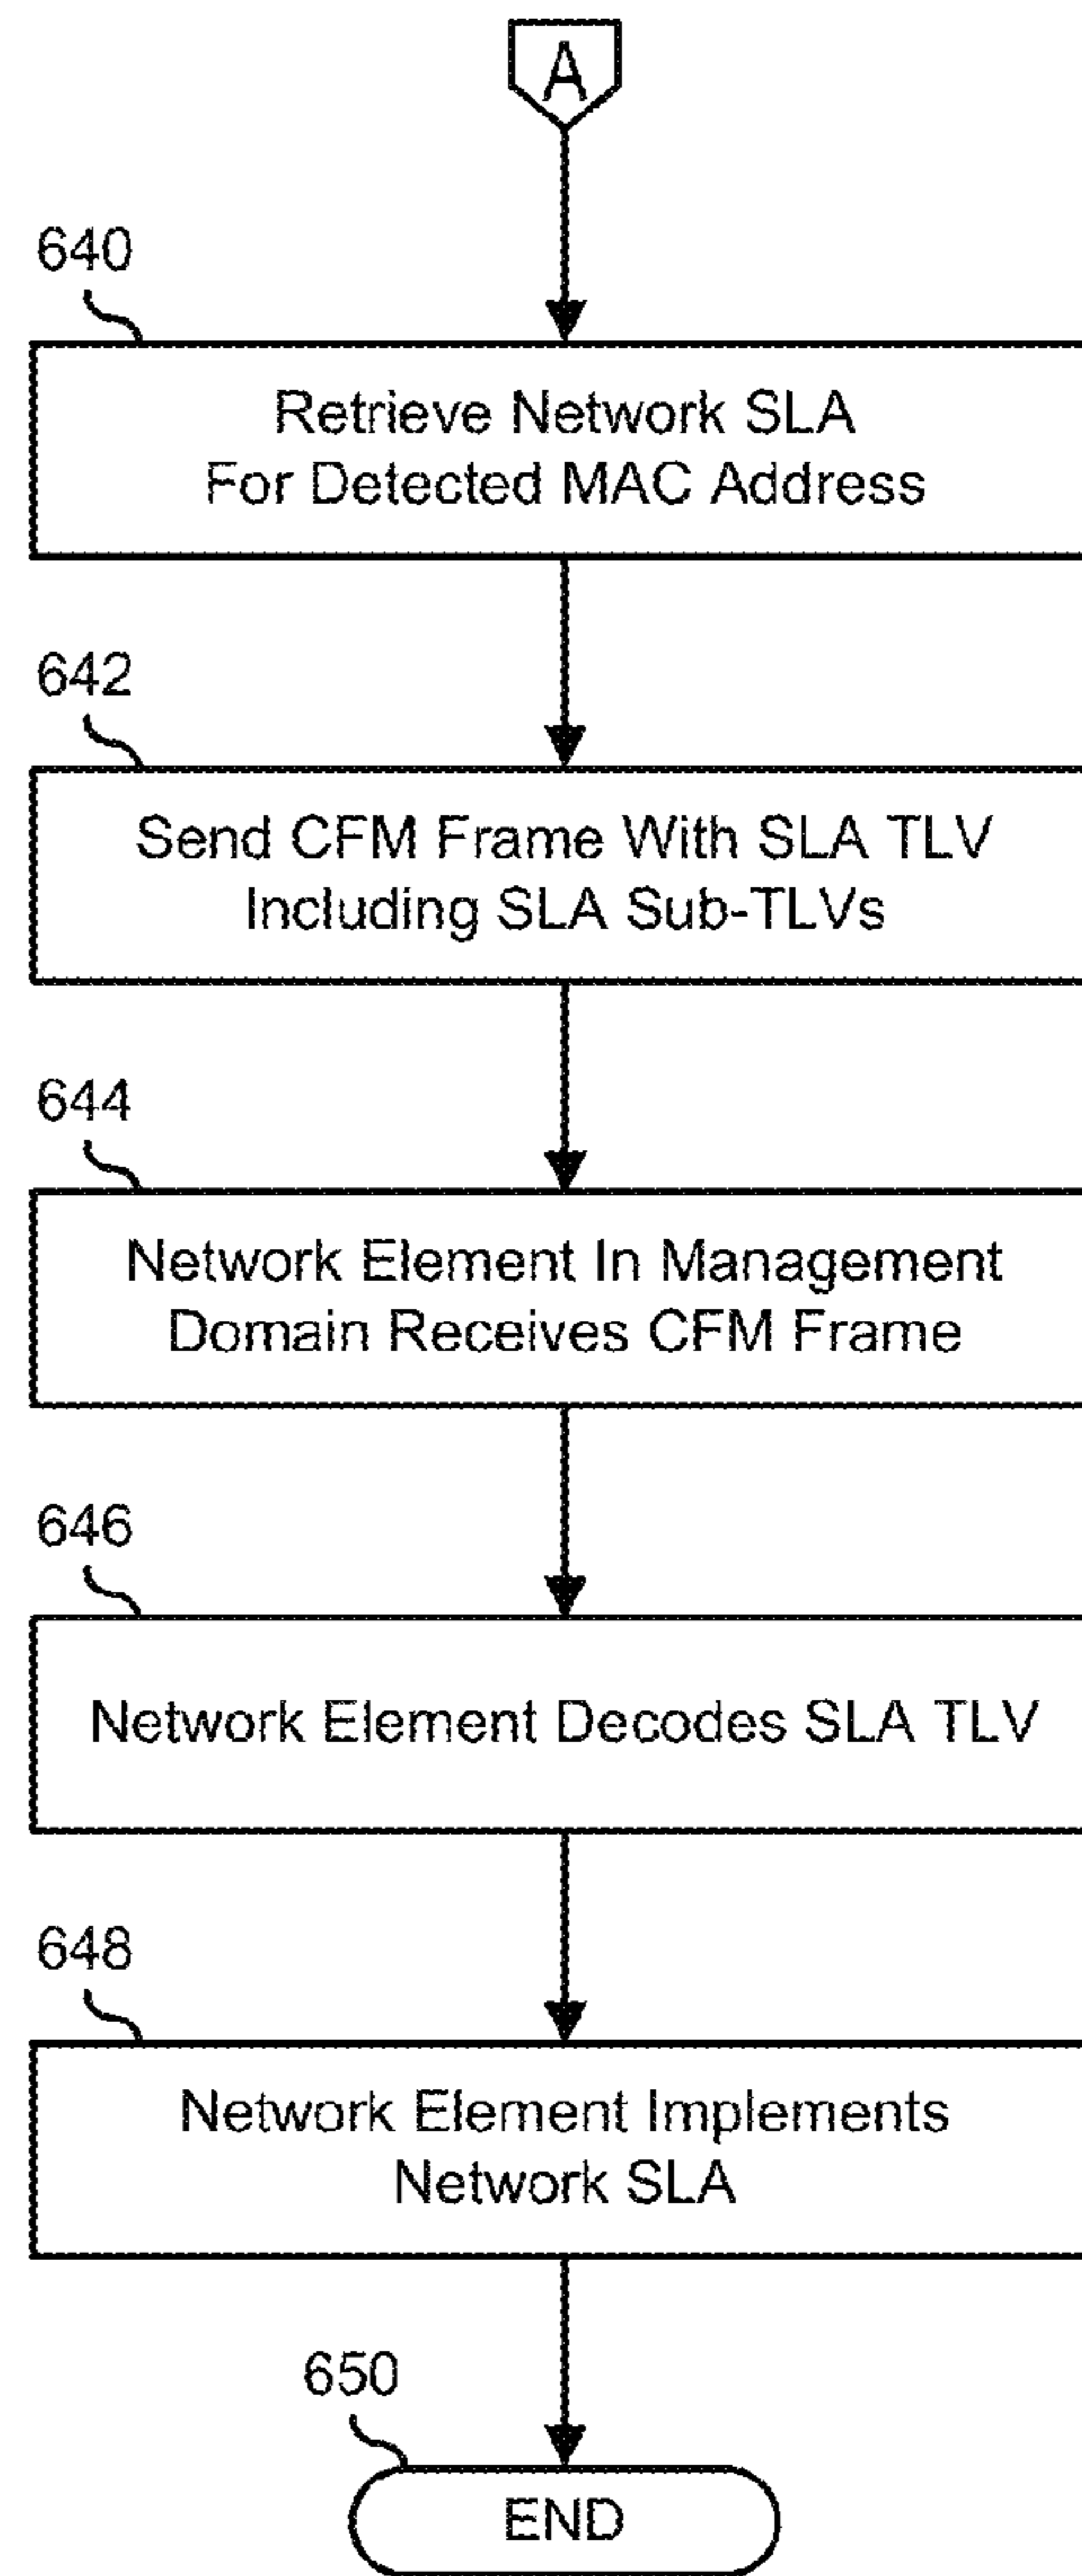 A
640
Retrieve Network SLA
For Detected MAC Address
642
Send CFM Frame With SLA TLV
Including SLA Sub-TLVs
644
Network Element In Management
Domain Receives CFM Frame
646
Network Element Decodes SLA TLV
648
Network Element Implements
Network SLA
650
END